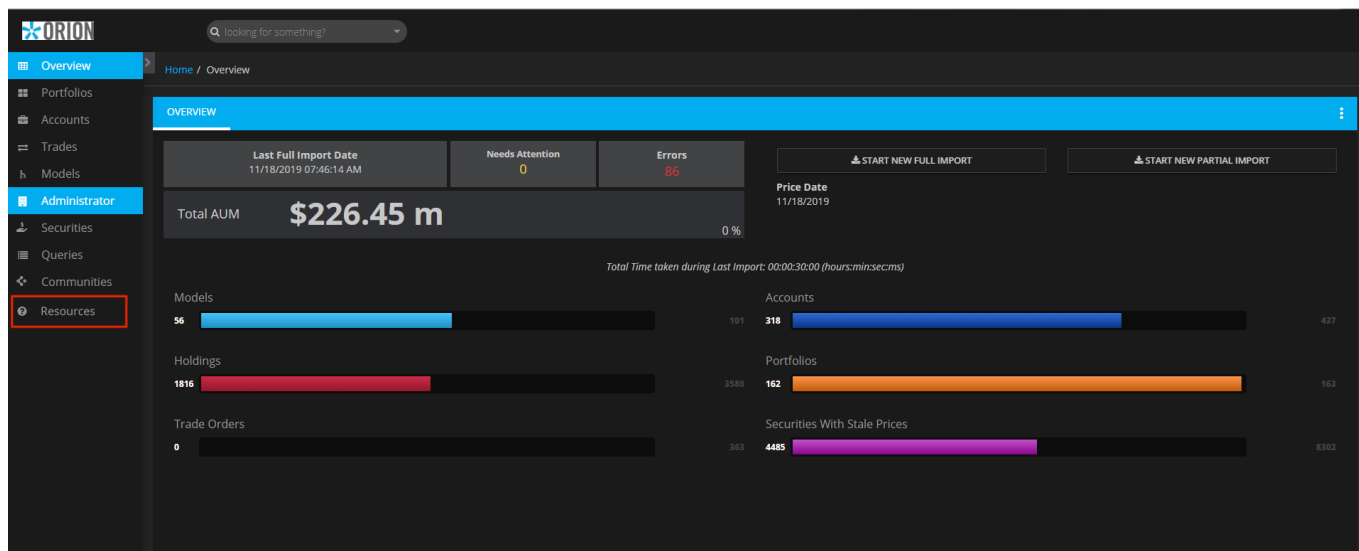 ORION
looking for something?
Overview
Portfolios
Accounts
Trades
Models
Administrator
Securities
Queries
Communities
Resources
Home / Overview
OVERVIEW
Last Full Import Date
11/18/2019 07:46:14 AM
Needs Attention
0
Errors
86
START NEW FULL IMPORT
START NEW PARTIAL IMPORT
Price Date
11/18/2019
Total AUM $226.45 m
0 %
Total Time taken during Last Import: 00:00:30:00 (hours:min:sec:ms)
Models
56 101
Accounts
318 437
Holdings
1816 3580
Portfolios
162 163
Trade Orders
0 363
Securities With Stale Prices
4485 8302